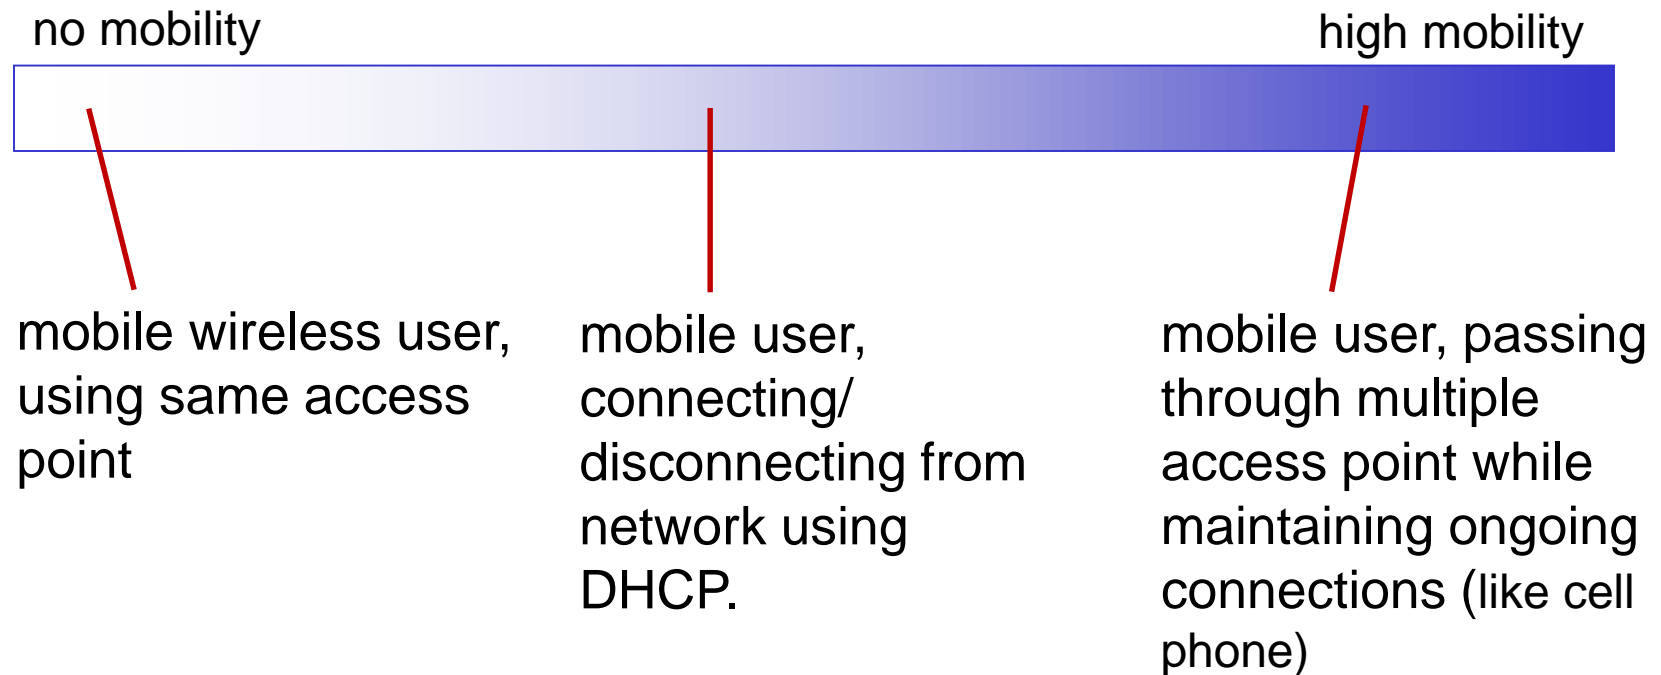 no mobility
high mobility
mobile wireless user,
using same access
point
mobile user,
connecting/
disconnecting from
network using
DHCP.
mobile user, passing
through multiple
access point while
maintaining ongoing
connections (like cell
phone)